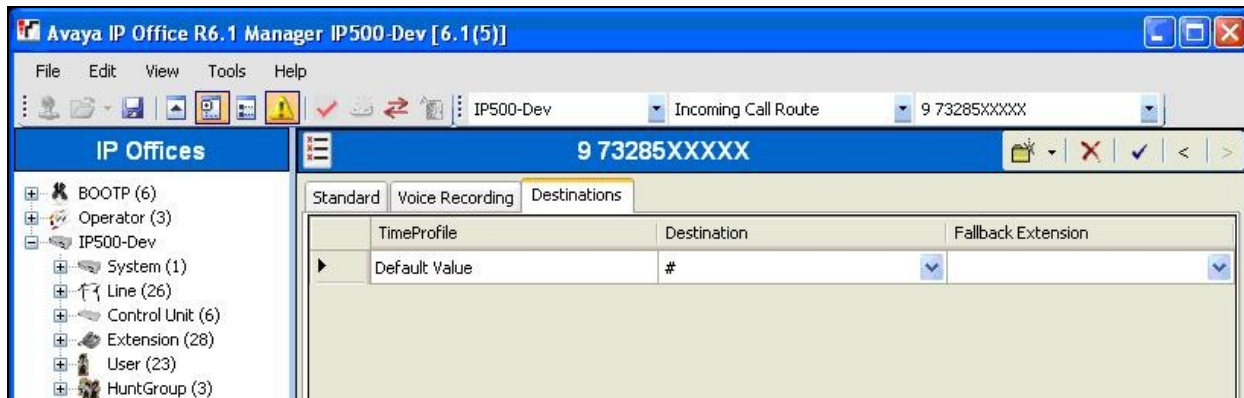 Avaya IP Office R6.1 Manager IP500-Dev [6.1(5)]
File Edit View Tools Help
IP500-Dev Incoming Call Route 9 73285XXXXX
IP Offices 9 73285XXXXX
BOOTP (6)
Operator (3)
IP500-Dev
System (1)
Line (26)
Control Unit (6)
Extension (28)
User (23)
HuntGroup (3)
Standard Voice Recording Destinations
TimeProfile Destination Fallback Extension
Default Value #